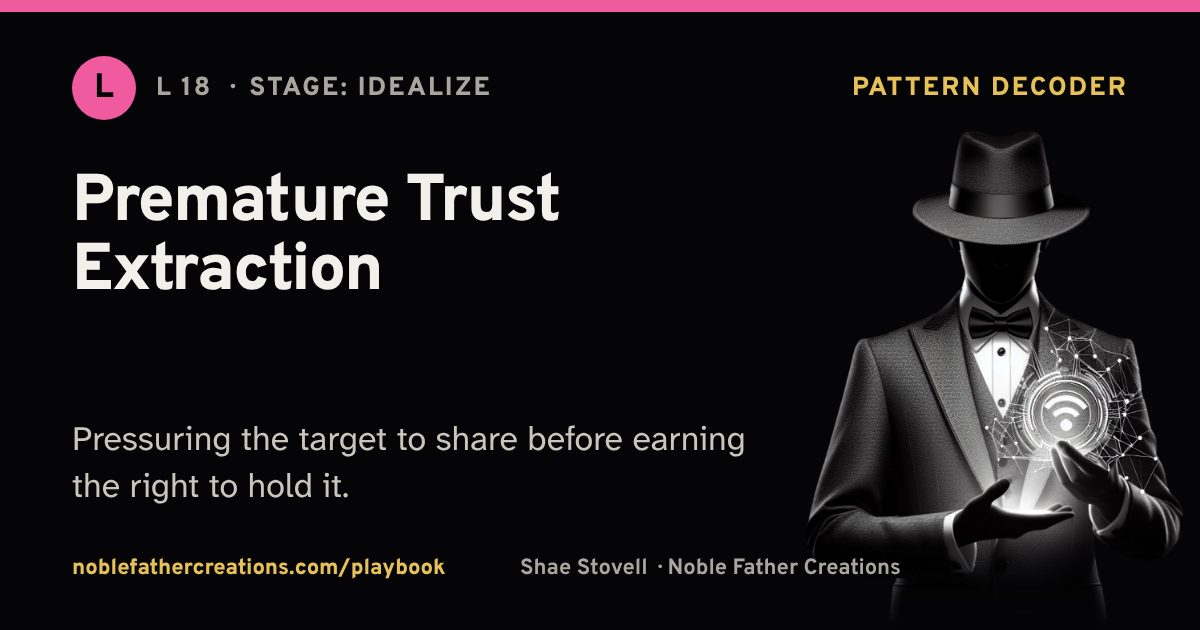 L
L 18 · STAGE: IDEALIZE
PATTERN DECODER
Premature Trust
Extraction
Pressuring the target to share before earning
the right to hold it.
noblefathercreations.com/playbook
Shae Stovell · Noble Father Creations